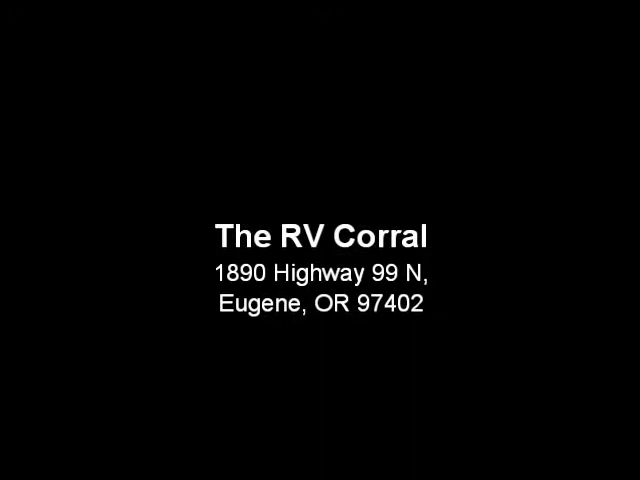 The RV Corral
1890 Highway 99 N,
Eugene, OR 97402